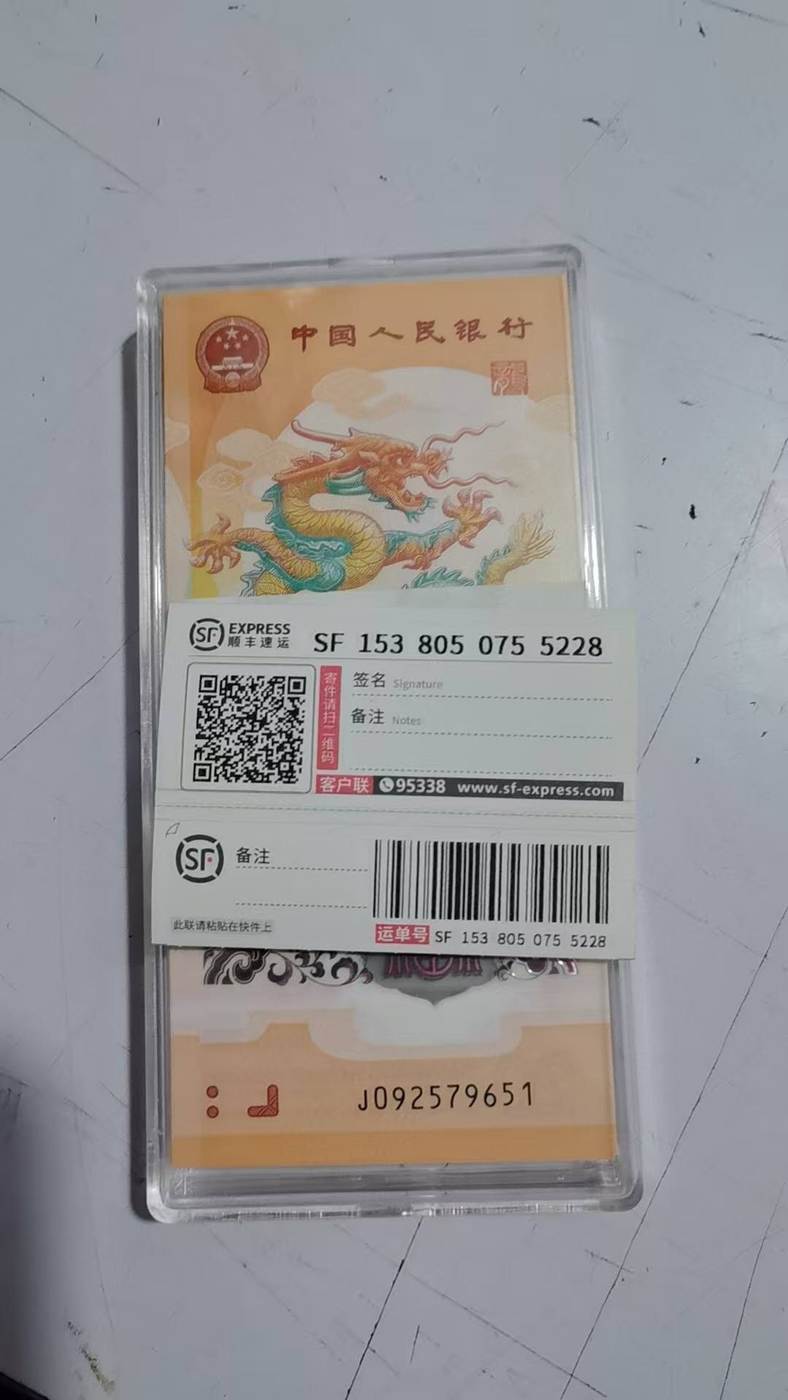 中国人民银行
SF EXPRESS
顺丰速运
SF 153 805 075 5228
寄件请扫二维码
签名 Signature
备注 Notes
客户联 95338 www.sf-express.com
SF
备注
此联请粘贴在快件上
运单号 SF 153 805 075 5228
J092579651